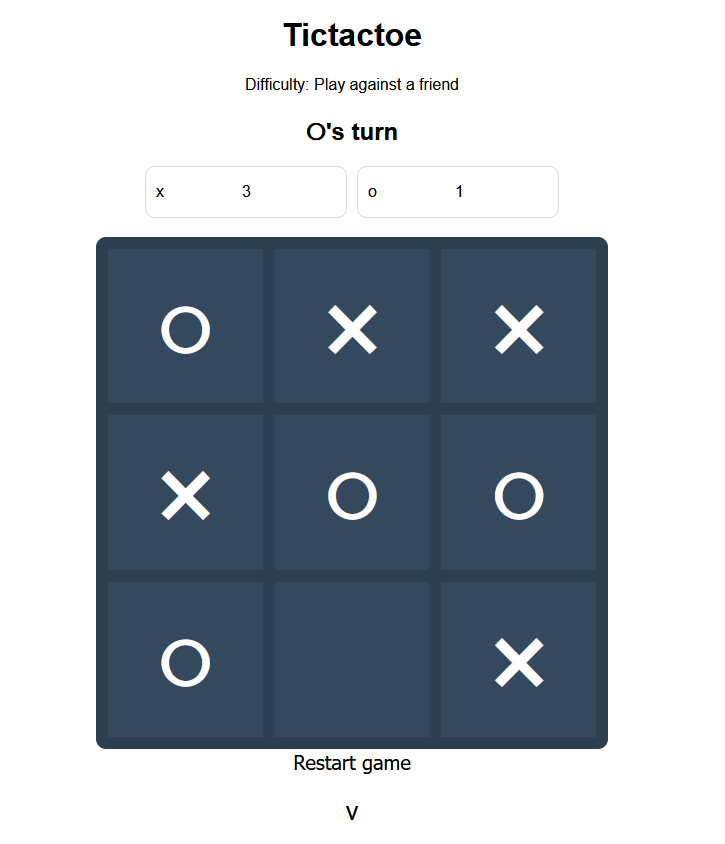 Tictactoe
Difficulty: Play against a friend
O's turn
x 3 o 1
O X X
X O O
O X
Restart game
v